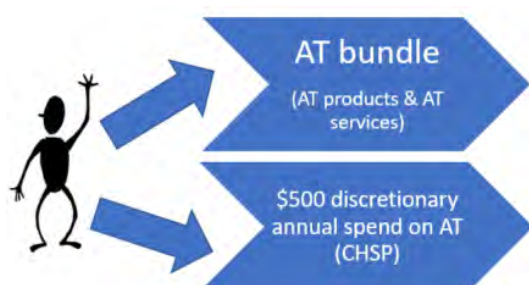 AT bundle
(AT products & AT
services)
$500 discretionary
annual spend on AT
(CHSP)